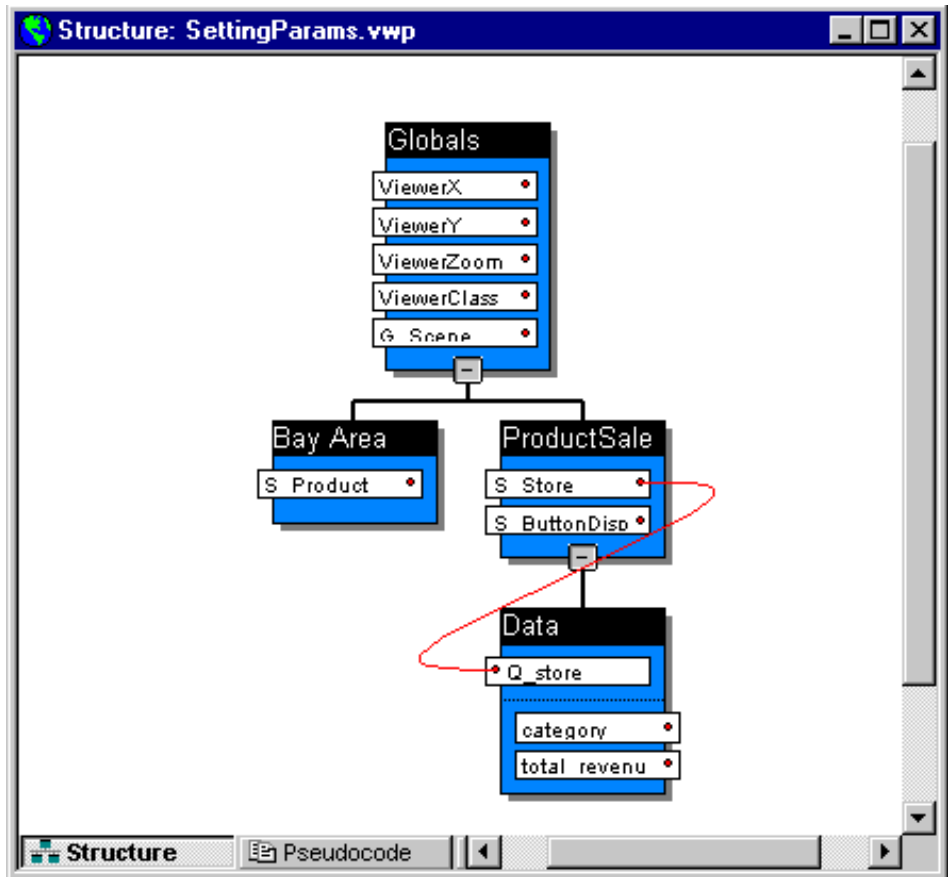 Structure: SettingParams.vwp
Globals
ViewerX
ViewerY
ViewerZoom
ViewerClass
G_Scene
Bay Area
S_Product
ProductSale
S_Store
S_ButtonDisp
Data
Q_store
category
total_revenu
Structure
Pseudocode